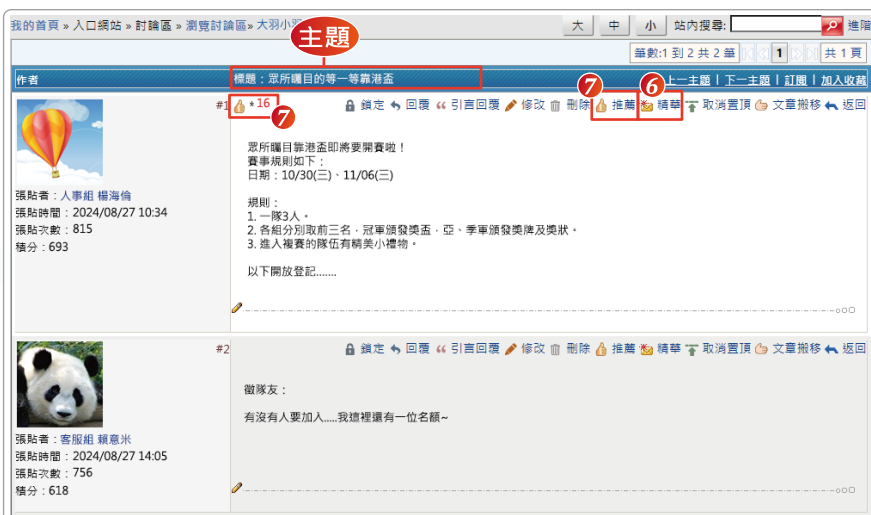 我的首頁 » 入口網站 » 討論區 » 瀏覽討論區» 大羽小羽 大 中 小 站內搜尋: 進階
主題
筆數:1 到 2 共 2 筆 1 共 1 頁
作者 標題：眾所矚目的等一等靠港盃 上一主題 | 下一主題 | 訂閱 | 加入收藏
7 6
#1 * 16 鎖定 回覆 引言回覆 修改 刪除 推薦 精華 取消置頂 文章搬移 返回
7
眾所矚目靠港盃即將要開賽啦！
賽事規則如下：
日期：10/30(三)、11/06(三)
規則：
1. 一隊3人。
2. 各組分別取前三名，冠軍頒發獎盃，亞、季軍頒發獎牌及獎狀。
3. 進入複賽的隊伍有精美小禮物。
以下開放登記.......
張貼者：人事組 楊海倫
張貼時間：2024/08/27 10:34
張貼次數：815
積分：693
#2 鎖定 回覆 引言回覆 修改 刪除 推薦 精華 取消置頂 文章搬移 返回
徵隊友：
有沒有人要加入.....我這裡還有一位名額~
張貼者：客服組 賴意米
張貼時間：2024/08/27 14:05
張貼次數：756
積分：618